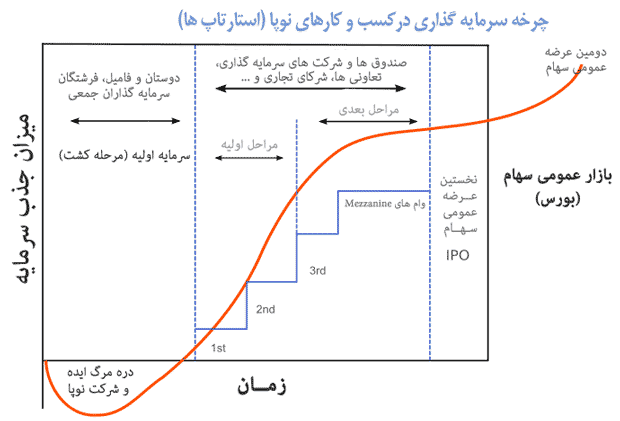 چرخه سرمایه گذاری درکسب و کارهای نوپا (استارتاپ ها)
دومین عرضه
عمومی سهام
صندوق ها و شرکت های سرمایه گذاری،
تعاونی ها، شرکای تجاری و ...
دوستان و فامیل، فرشتگان
سرمایه گذاران جمعی
مراحل بعدی
مراحل اولیه
سرمایه اولیه (مرحله کشت)
میزان جذب سرمایه
بازار عمومی سهام
(بورس)
نخستین
عرضه
عمومی
سهام
IPO
وام های Mezzanine
3rd
2nd
1st
دره مرگ ایده
و شرکت نوپا
زمان